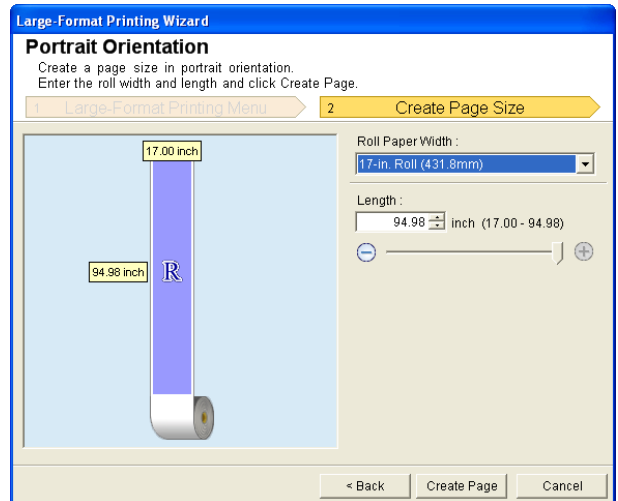 Large-Format Printing Wizard
Portrait Orientation
Create a page size in portrait orientation.
Enter the roll width and length and click Create Page.
1 Large-Format Printing Menu 2 Create Page Size
17.00 inch
94.98 inch
R
Roll Paper Width :
17-in. Roll (431.8mm)
Length :
94.98 inch (17.00 - 94.98)
< Back Create Page Cancel